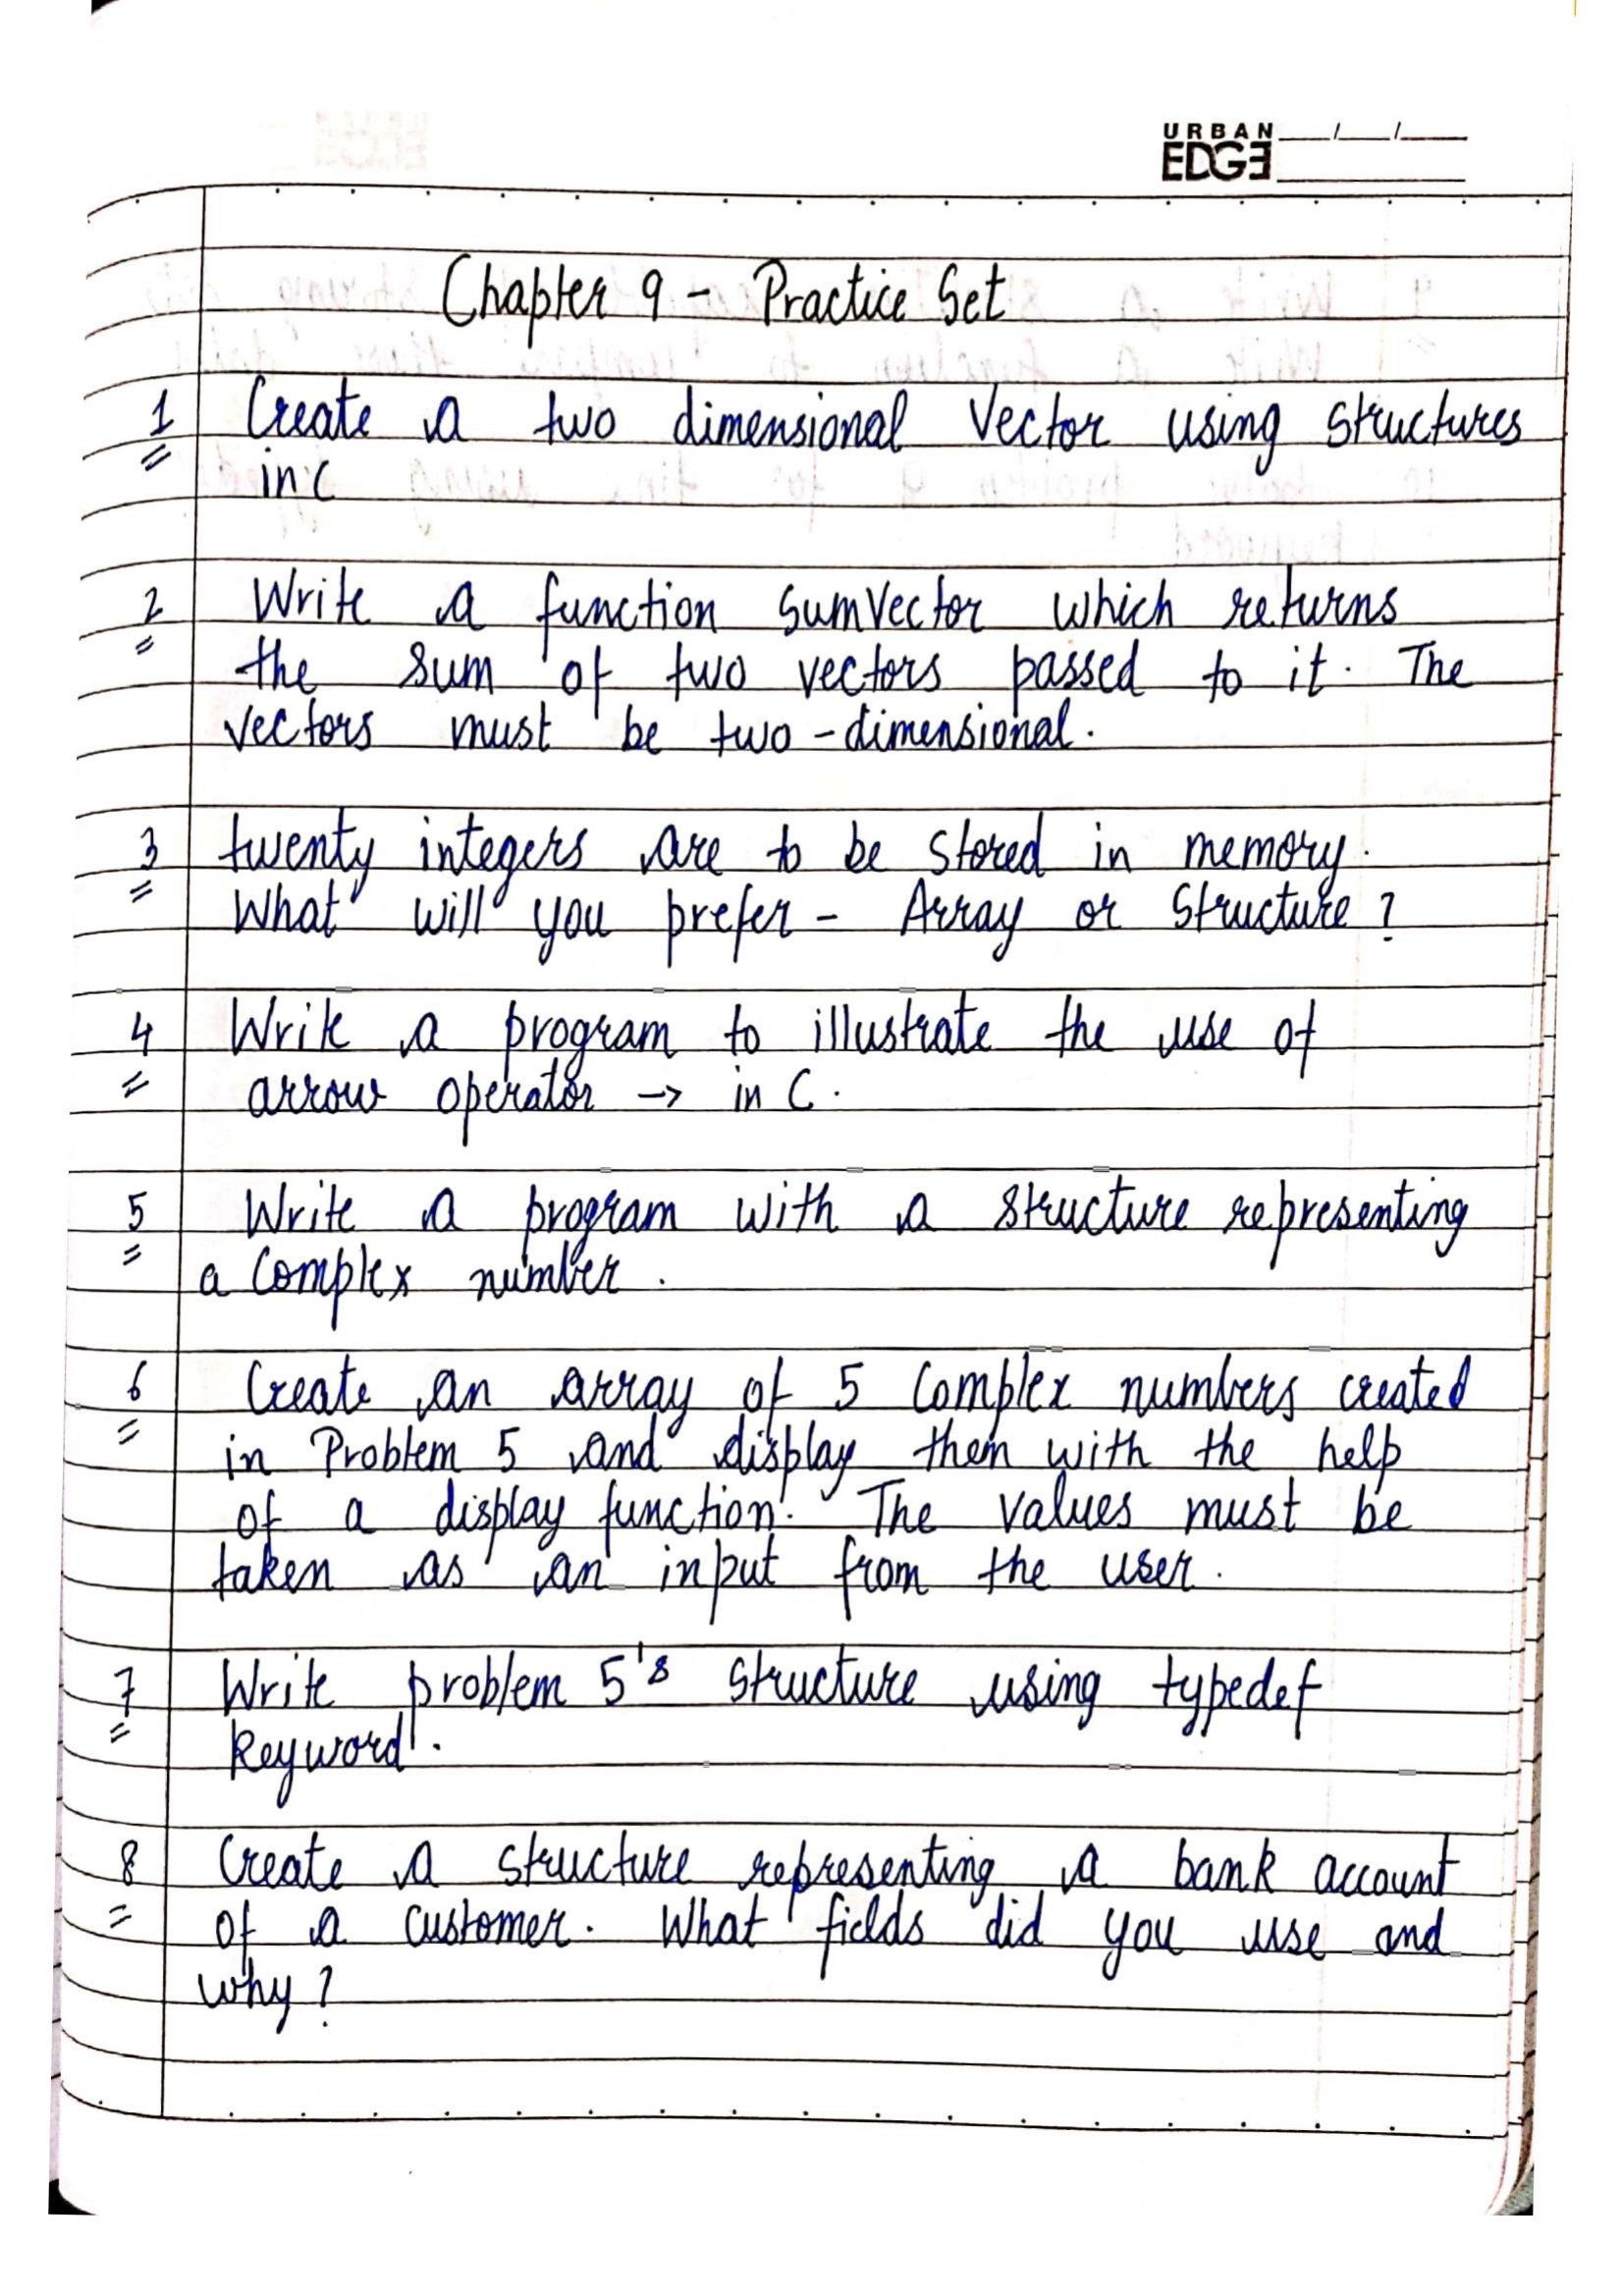 URBAN
EDGE
Chapter 9 - Practice Set
1 Create a two dimensional vector using structures
in C
2 Write a function sumVector which returns
the sum of two vectors passed to it. The
vectors must be two-dimensional.
3 twenty integers are to be stored in memory.
What will you prefer - Array or Structure?
4 Write a program to illustrate the use of
arrow operator -> in C.
5 Write a program with a structure representing
a complex number.
6 Create an array of 5 complex numbers created
in Problem 5 and display them with the help
of a display function. The values must be
taken as an input from the user.
7 Write problem 5's structure using typedef
keyword.
8 Create a structure representing a bank account
of a customer. What fields did you use and
why?